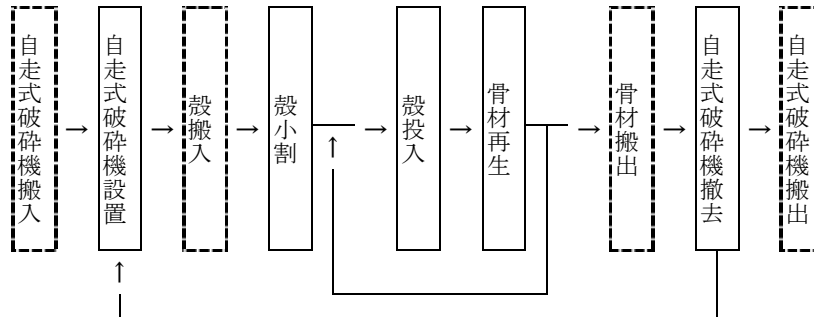 自走式破砕機搬入
→
自走式破砕機設置
→
殻搬入
→
殻小割
→
殻投入
→
骨材再生
→
骨材搬出
→
自走式破砕機撤去
→
自走式破砕機搬出
↑
↑